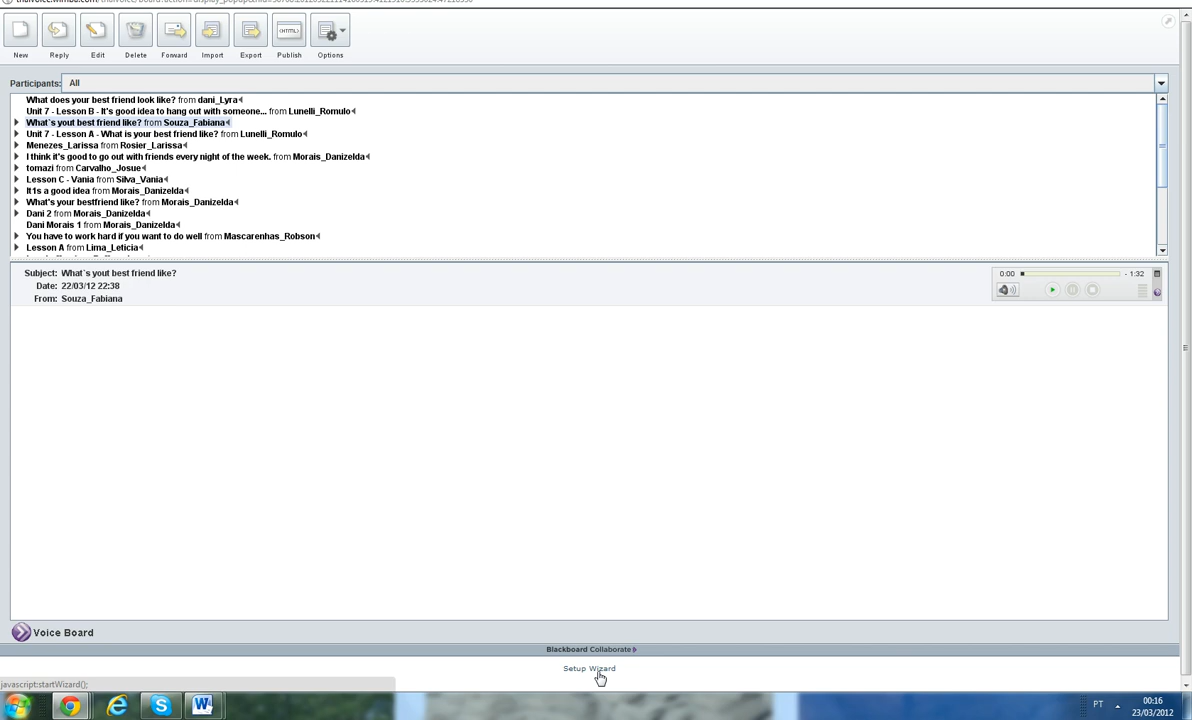 New Reply Edit Delete Forward Import Export Publish Options
Participants: All
What does your best friend look like? from dani_Lyra
Unit 7 - Lesson B - It's good idea to hang out with someone... from Lunelli_Romulo
What`s yout best friend like? from Souza_Fabiana
Unit 7 - Lesson A - What is your best friend like? from Lunelli_Romulo
Menezes_Larissa from Rosier_Larissa
I think it's good to go out with friends every night of the week. from Morais_Danizelda
tomazi from Carvalho_Josue
Lesson C - Vania from Silva_Vania
It1s a good idea from Morais_Danizelda
What's your bestfriend like? from Morais_Danizelda
Dani 2 from Morais_Danizelda
Dani Morais 1 from Morais_Danizelda
You have to work hard if you want to do well from Mascarenhas_Robson
Lesson A from Lima_Leticia
Subject: What`s yout best friend like?
0:00 - 1:32
Date: 22/03/12 22:38
From: Souza_Fabiana
Voice Board
Blackboard Collaborate
Setup Wizard
javascript:startWizard();
PT 00:16
23/03/2012